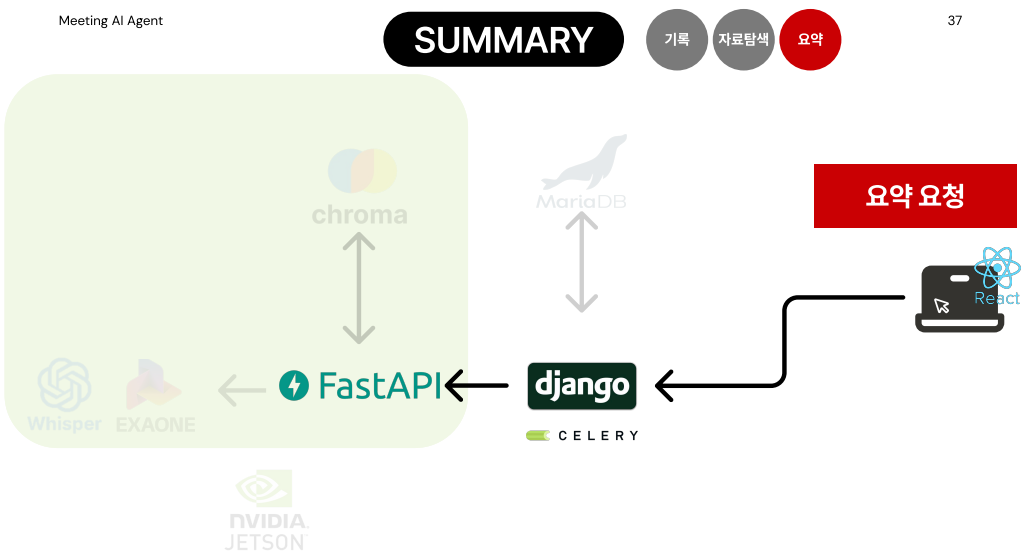 Meeting AI Agent
SUMMARY
기록
자료탐색
요약
37
chroma
MariaDB
요약 요청
React
Whisper
EXAONE
FastAPI
django
CELERY
NVIDIA.
JETSON